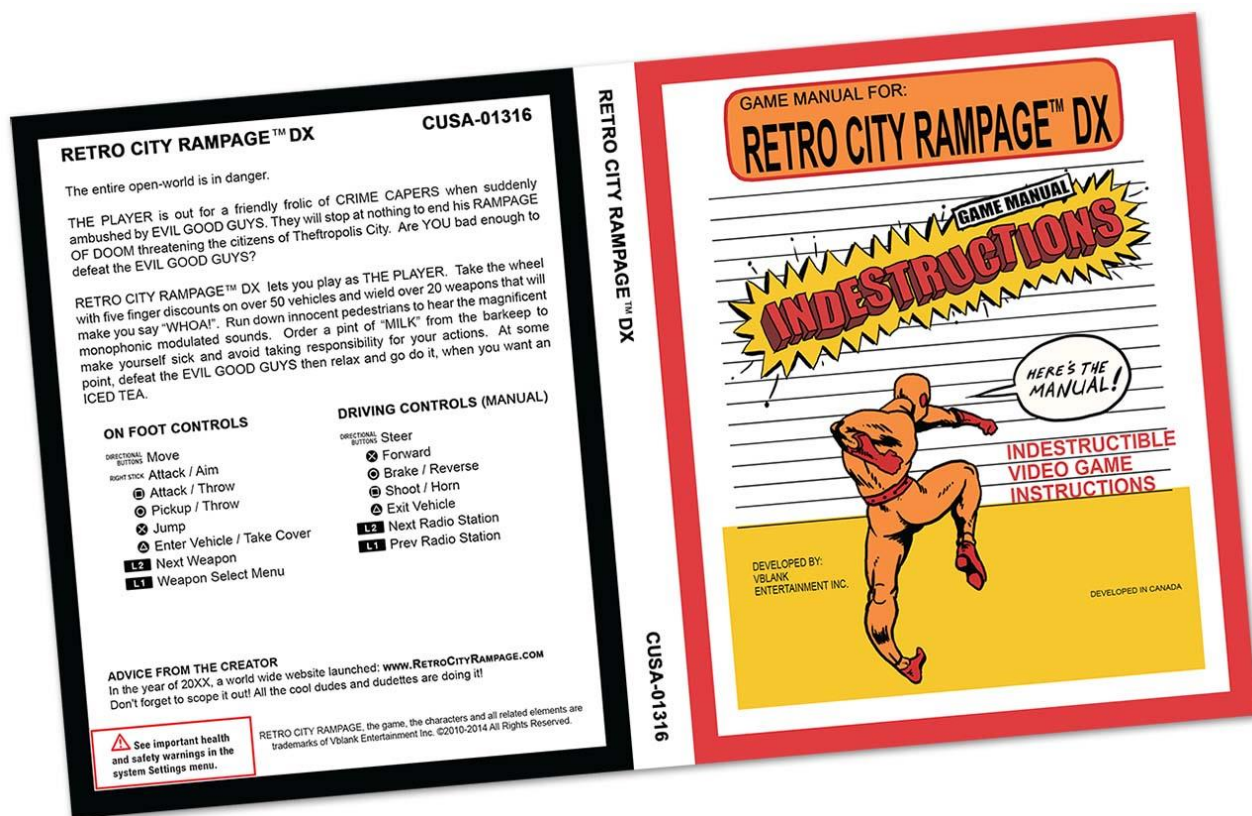 RETRO CITY RAMPAGE™ DX
CUSA-01316
The entire open-world is in danger.
THE PLAYER is out for a friendly frolic of CRIME CAPERS when suddenly
ambushed by EVIL GOOD GUYS. They will stop at nothing to end his RAMPAGE
OF DOOM threatening the citizens of Theftropolis City. Are YOU bad enough to
defeat the EVIL GOOD GUYS?
RETRO CITY RAMPAGE™ DX lets you play as THE PLAYER. Take the wheel
with five finger discounts on over 50 vehicles and wield over 20 weapons that will
make you say "WHOA!". Run down innocent pedestrians to hear the magnificent
monophonic modulated sounds. Order a pint of "MILK" from the barkeep to
make yourself sick and avoid taking responsibility for your actions. At some
point, defeat the EVIL GOOD GUYS then relax and go do it, when you want an
ICED TEA.
ON FOOT CONTROLS
DIRECTIONAL BUTTONS Move
RIGHT STICK Attack / Aim
Attack / Throw
Pickup / Throw
Jump
Enter Vehicle / Take Cover
L2 Next Weapon
L1 Weapon Select Menu
DRIVING CONTROLS (MANUAL)
DIRECTIONAL BUTTONS Steer
Forward
Brake / Reverse
Shoot / Horn
Exit Vehicle
L2 Next Radio Station
L1 Prev Radio Station
ADVICE FROM THE CREATOR
In the year of 20XX, a world wide website launched: www.RetroCityRampage.com
Don't forget to scope it out! All the cool dudes and dudettes are doing it!
See important health
and safety warnings in the
system Settings menu.
RETRO CITY RAMPAGE, the game, the characters and all related elements are
trademarks of Vblank Entertainment Inc. ©2010-2014 All Rights Reserved.
RETRO CITY RAMPAGE™ DX
CUSA-01316
GAME MANUAL FOR:
RETRO CITY RAMPAGE™ DX
GAME MANUAL
INDESTRUCTIONS
HERE'S THE
MANUAL!
INDESTRUCTIBLE
VIDEO GAME
INSTRUCTIONS
DEVELOPED BY:
VBLANK
ENTERTAINMENT INC.
DEVELOPED IN CANADA